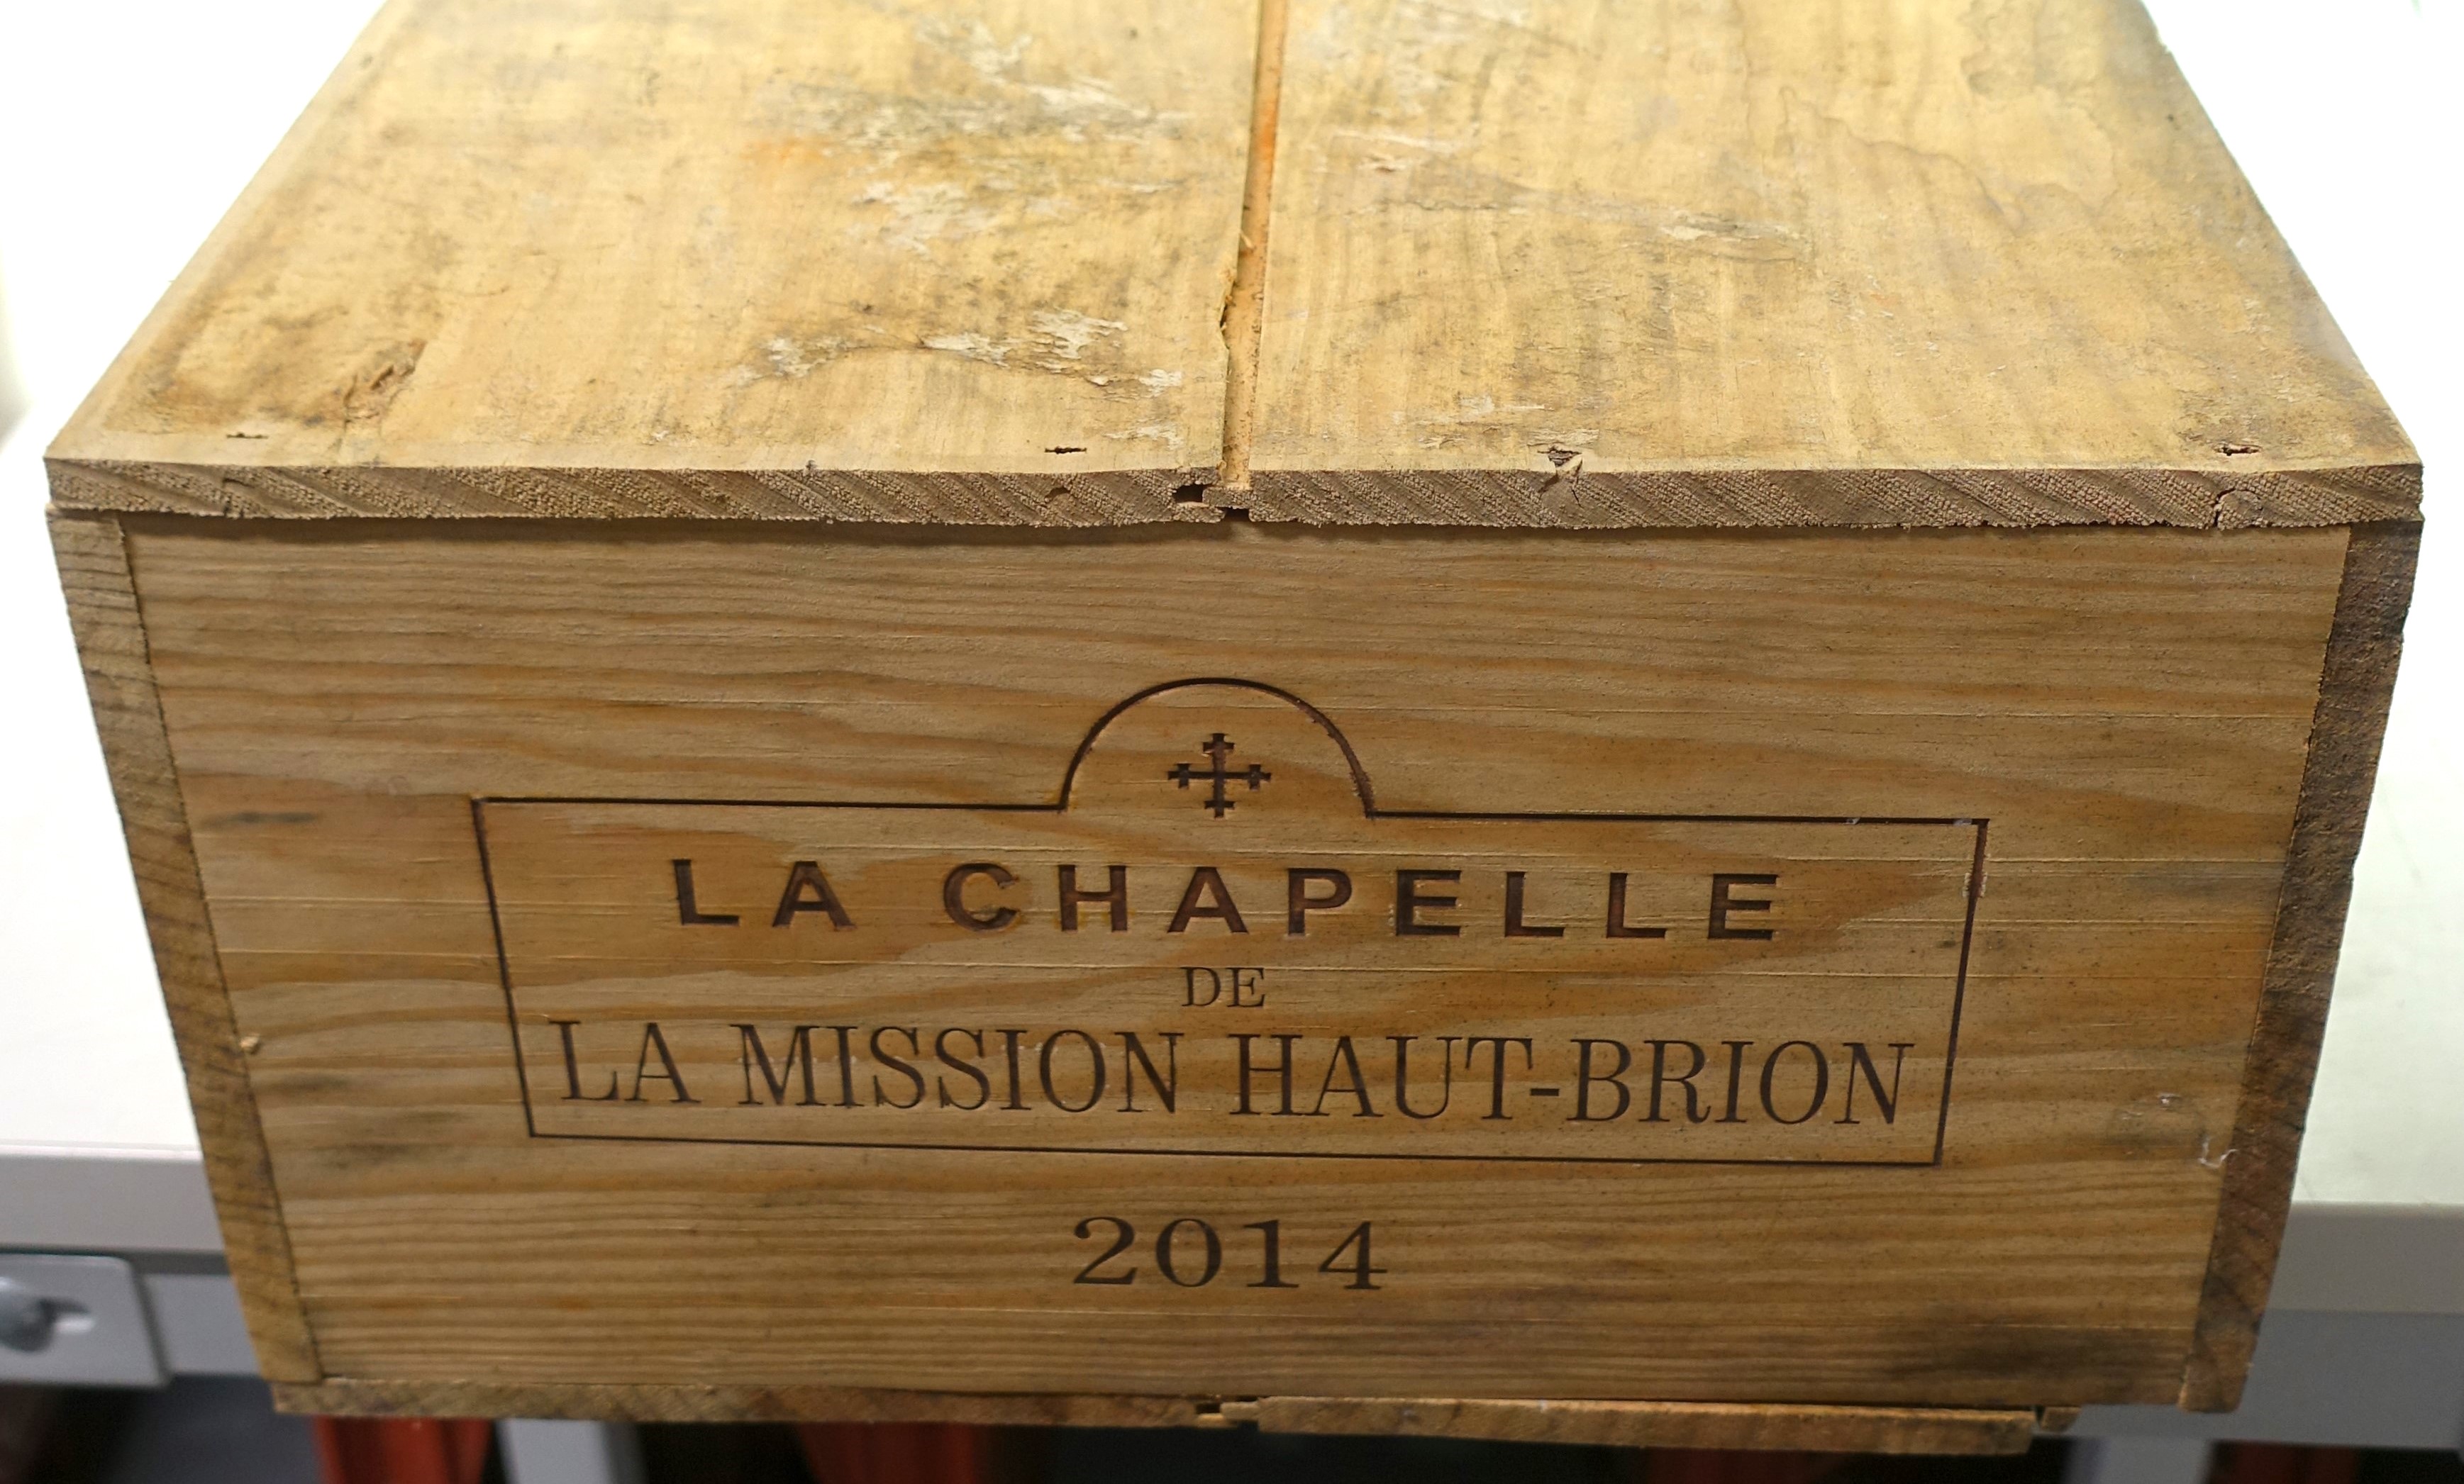 LA CHAPELLE
DE
LA MISSION HAUT-BRION
2014